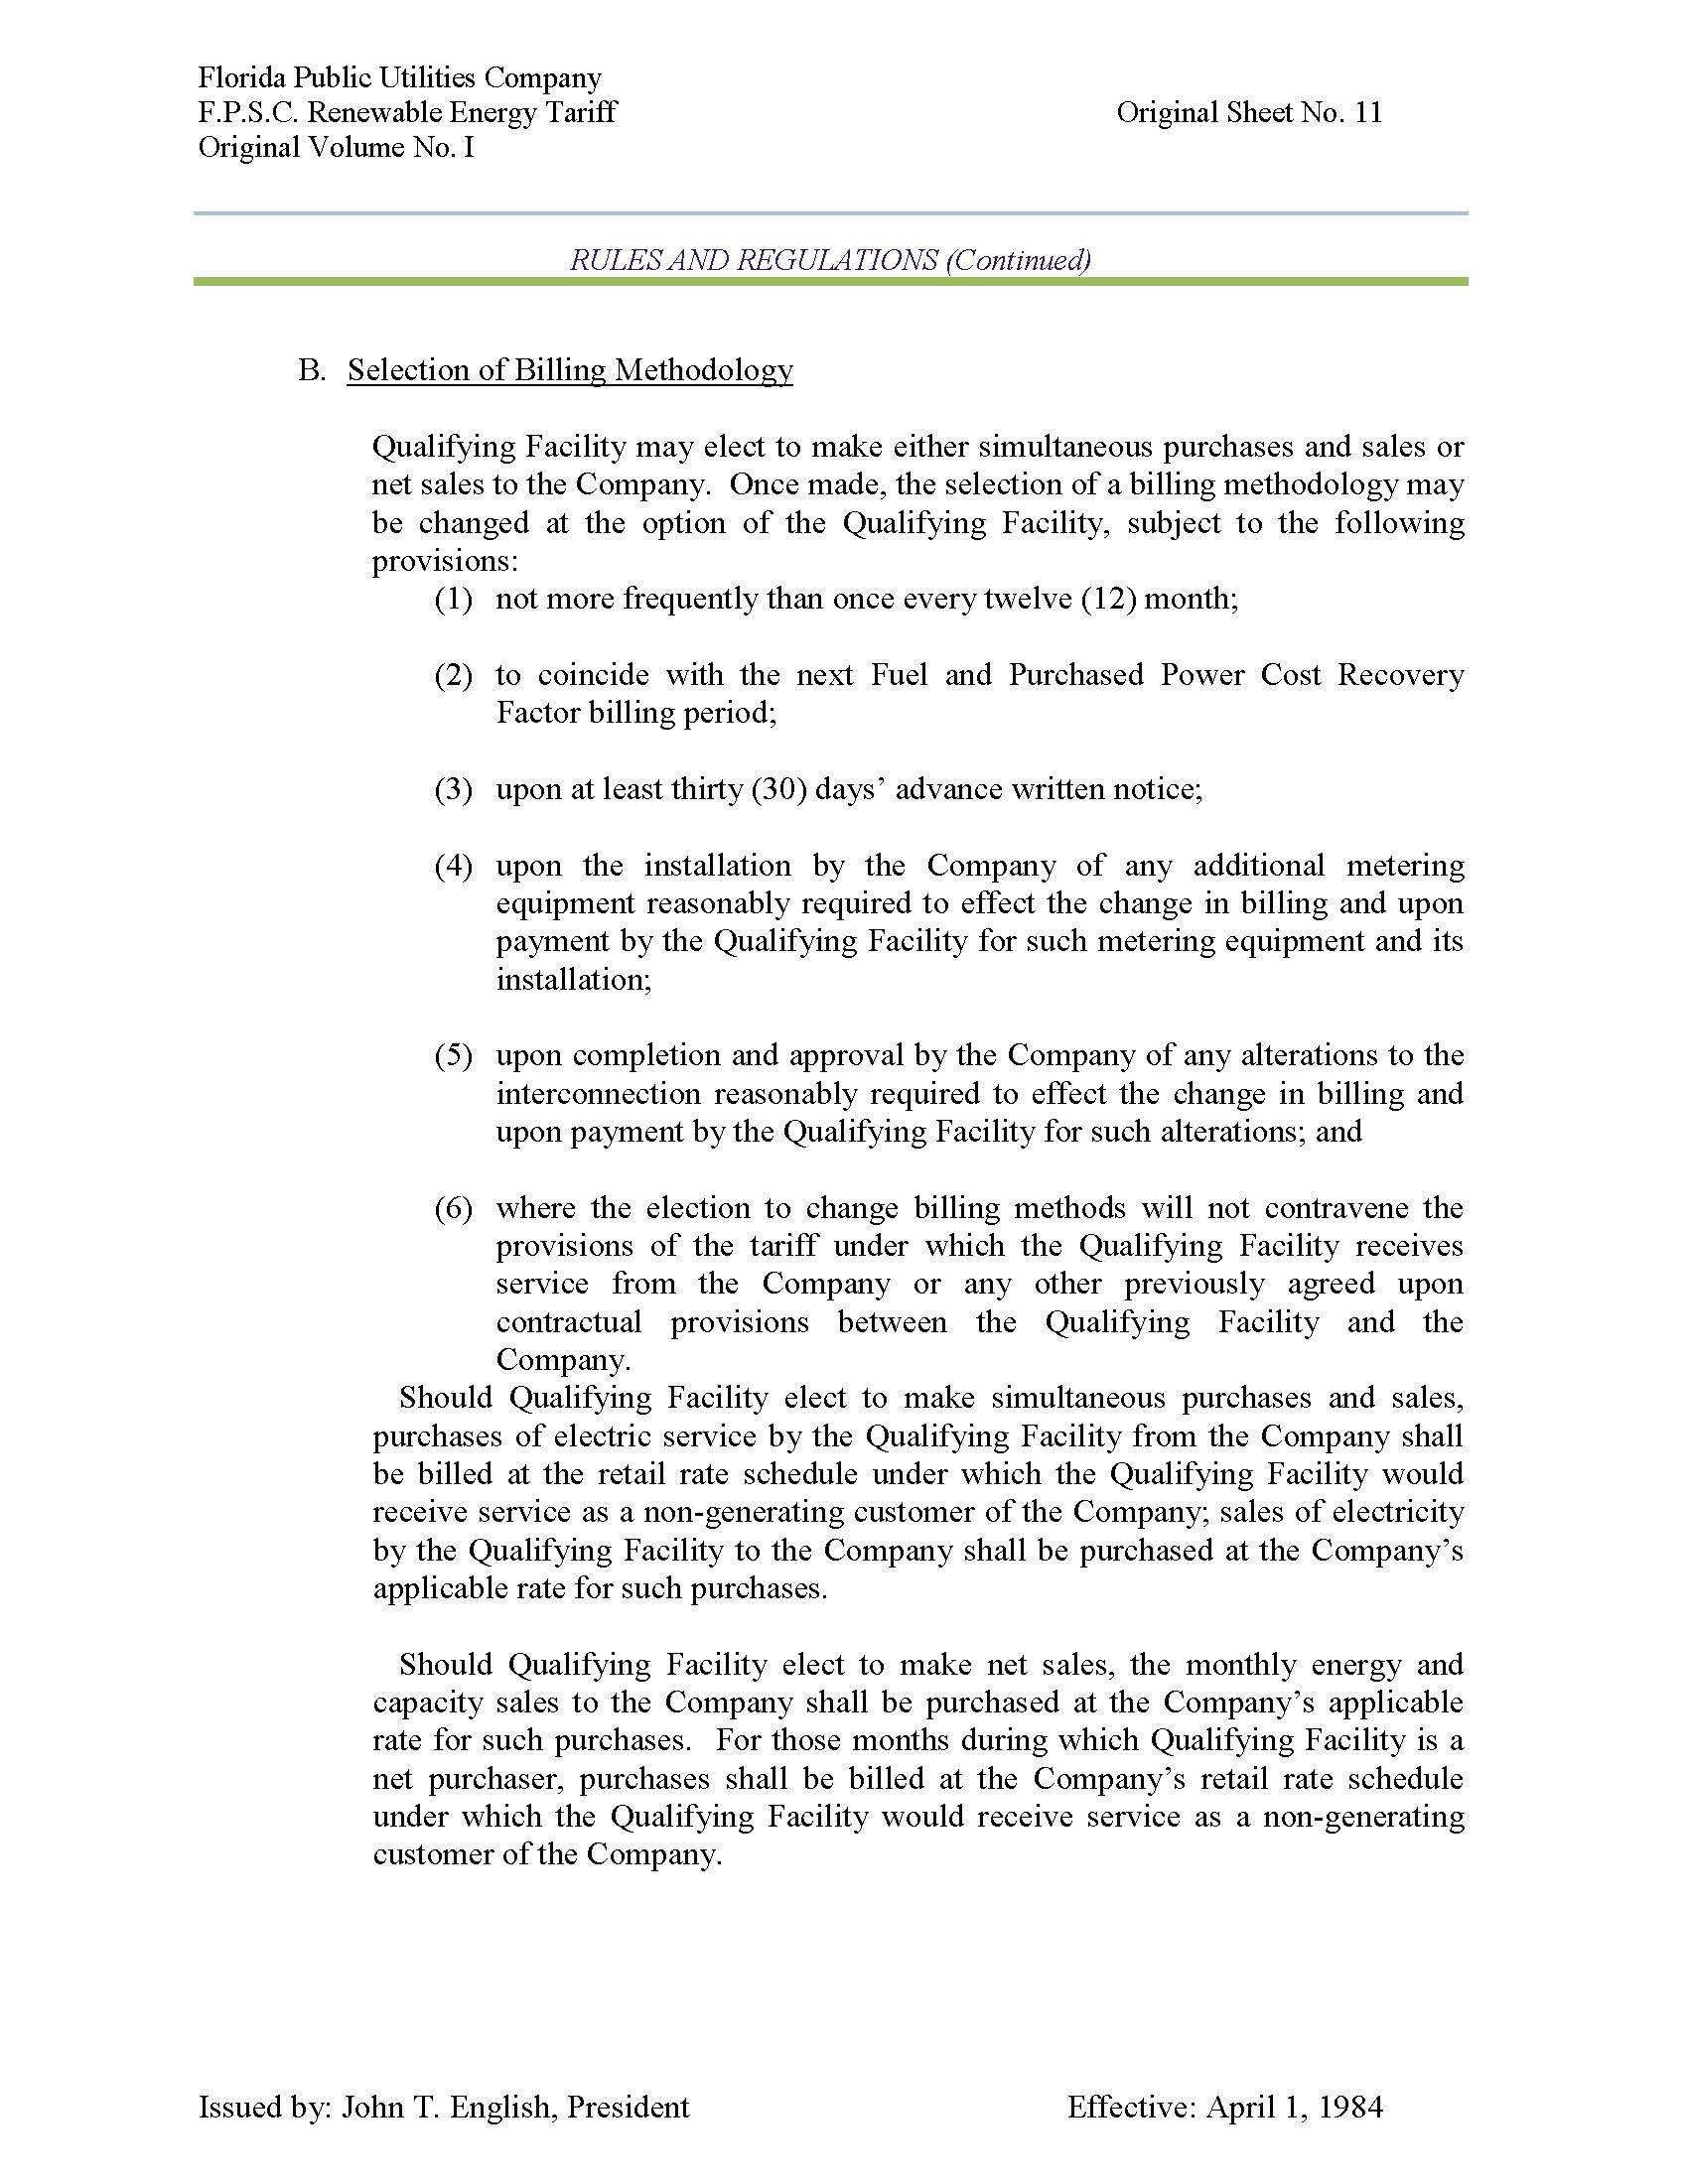 Florida Public Utilities Company
F.P.S.C. Renewable Energy Tariff Original Sheet No. 11
Original Volume No. I
RULES AND REGULATIONS (Continued)
B. Selection of Billing Methodology
Qualifying Facility may elect to make either simultaneous purchases and sales or
net sales to the Company. Once made, the selection of a billing methodology may
be changed at the option of the Qualifying Facility, subject to the following
provisions:
(1) not more frequently than once every twelve (12) month;
(2) to coincide with the next Fuel and Purchased Power Cost Recovery
Factor billing period;
(3) upon at least thirty (30) days’ advance written notice;
(4) upon the installation by the Company of any additional metering
equipment reasonably required to effect the change in billing and upon
payment by the Qualifying Facility for such metering equipment and its
installation;
(5) upon completion and approval by the Company of any alterations to the
interconnection reasonably required to effect the change in billing and
upon payment by the Qualifying Facility for such alterations; and
(6) where the election to change billing methods will not contravene the
provisions of the tariff under which the Qualifying Facility receives
service from the Company or any other previously agreed upon
contractual provisions between the Qualifying Facility and the
Company.
Should Qualifying Facility elect to make simultaneous purchases and sales,
purchases of electric service by the Qualifying Facility from the Company shall
be billed at the retail rate schedule under which the Qualifying Facility would
receive service as a non-generating customer of the Company; sales of electricity
by the Qualifying Facility to the Company shall be purchased at the Company’s
applicable rate for such purchases.
Should Qualifying Facility elect to make net sales, the monthly energy and
capacity sales to the Company shall be purchased at the Company’s applicable
rate for such purchases. For those months during which Qualifying Facility is a
net purchaser, purchases shall be billed at the Company’s retail rate schedule
under which the Qualifying Facility would receive service as a non-generating
customer of the Company.
Issued by: John T. English, President Effective: April 1, 1984